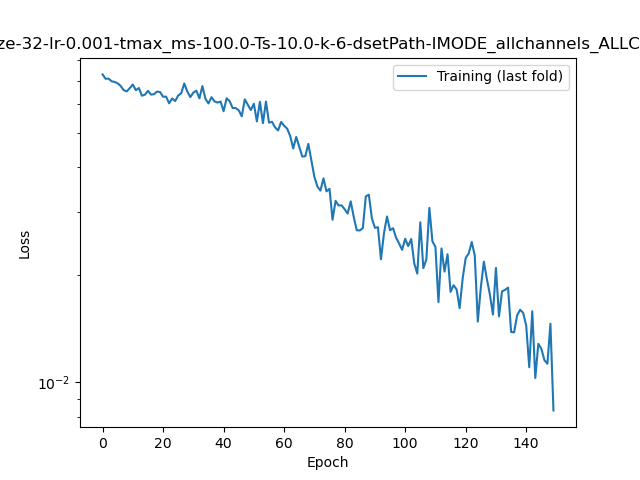 ze-32-lr-0.001-tmax_ms-100.0-Ts-10.0-k-6-dsetPath-IMODE_allchannels_ALLC
Training (last fold)
Loss
10⁻²
0 20 40 60 80 100 120 140
Epoch